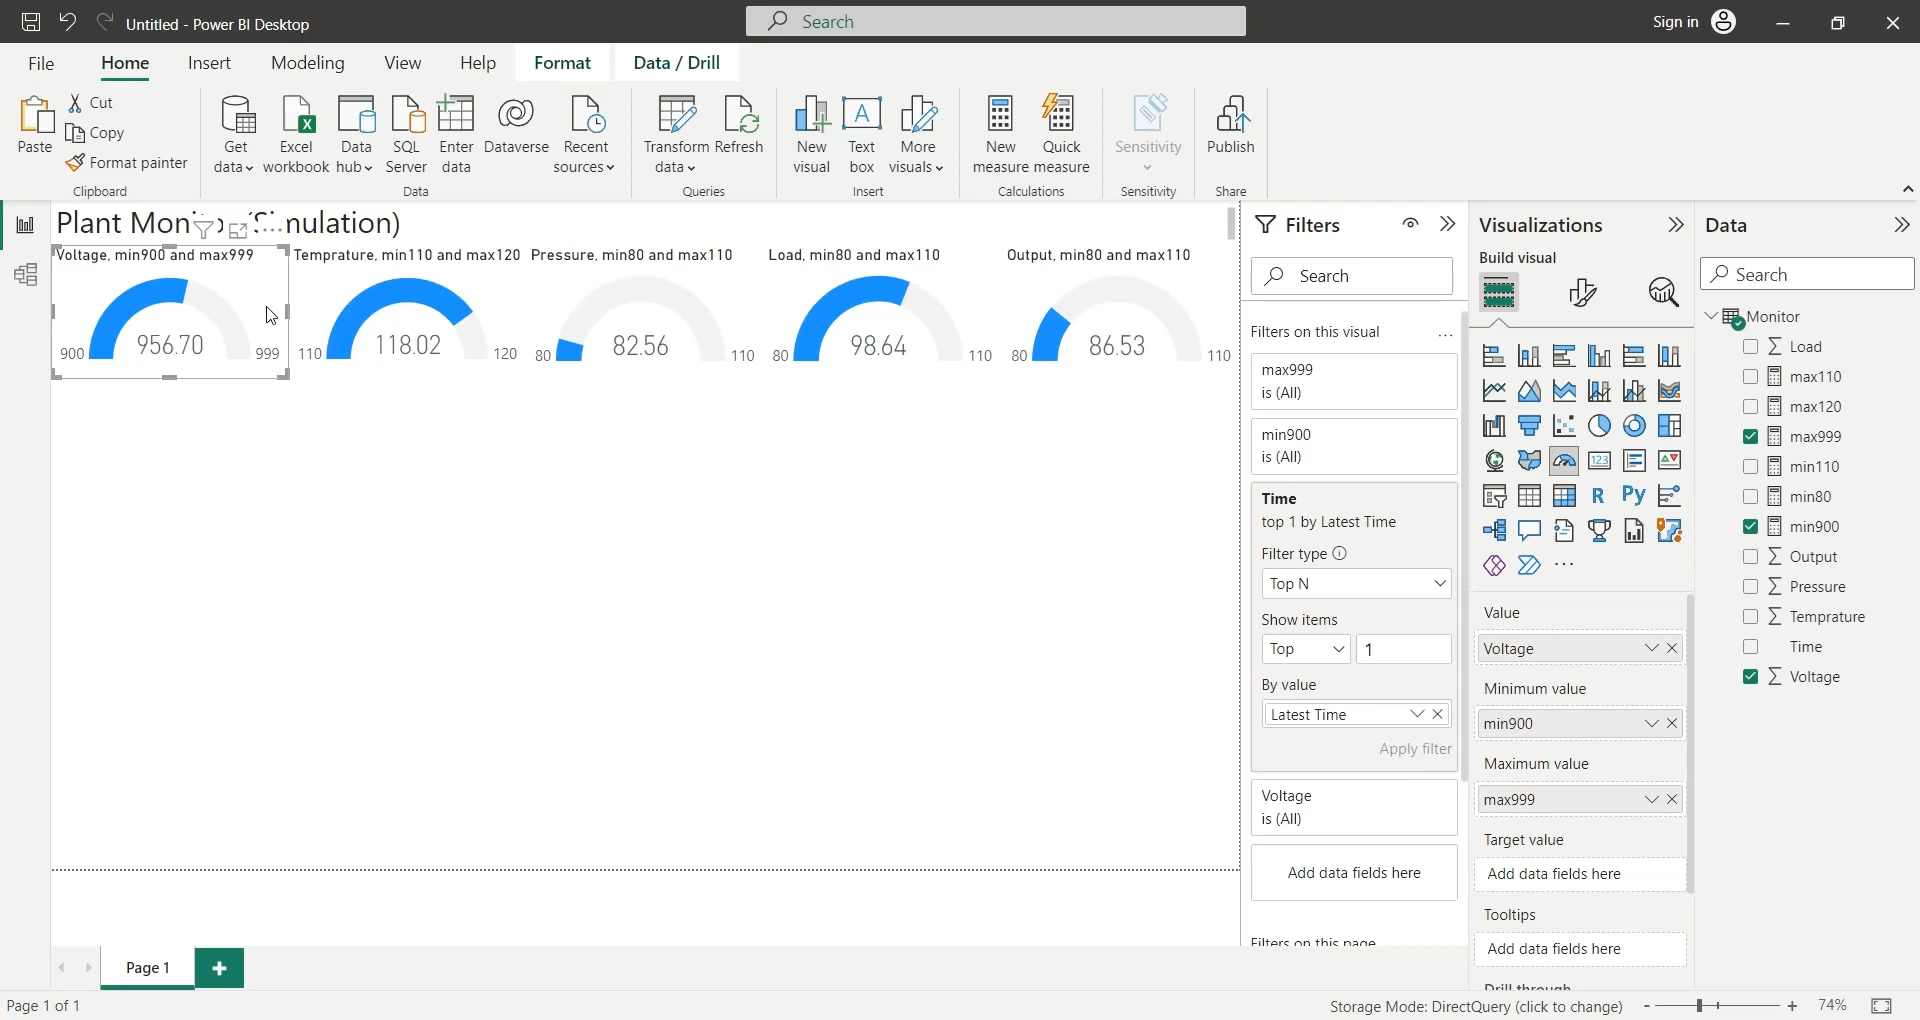 Untitled - Power BI Desktop
Search
Sign in
File
Home
Insert
Modeling
View
Help
Format
Data / Drill
Paste
Cut
Copy
Format painter
Clipboard
Get data
Excel workbook
Data hub
SQL Server
Enter data
Dataverse
Recent sources
Data
Transform data
Refresh
Queries
New visual
Text box
More visuals
Insert
New measure
Quick measure
Calculations
Sensitivity
Sensitivity
Publish
Share
Plant Moni
mulation)
Voltage, min900 and max999
900
956.70
999
Temprature, min110 and max120
110
118.02
120
Pressure, min80 and max110
80
82.56
110
Load, min80 and max110
80
98.64
110
Output, min80 and max110
80
86.53
110
Filters
Search
Filters on this visual
max999
is (All)
min900
is (All)
Time
top 1 by Latest Time
Filter type
Top N
Show items
Top
1
By value
Latest Time
Apply filter
Voltage
is (All)
Add data fields here
Filters on this page
Visualizations
Build visual
123
R
Py
Value
Voltage
Minimum value
min900
Maximum value
max999
Target value
Add data fields here
Tooltips
Add data fields here
Drill through
Data
Search
Monitor
Load
max110
max120
max999
min110
min80
min900
Output
Pressure
Temprature
Time
Voltage
Page 1
Page 1 of 1
Storage Mode: DirectQuery (click to change)
74%